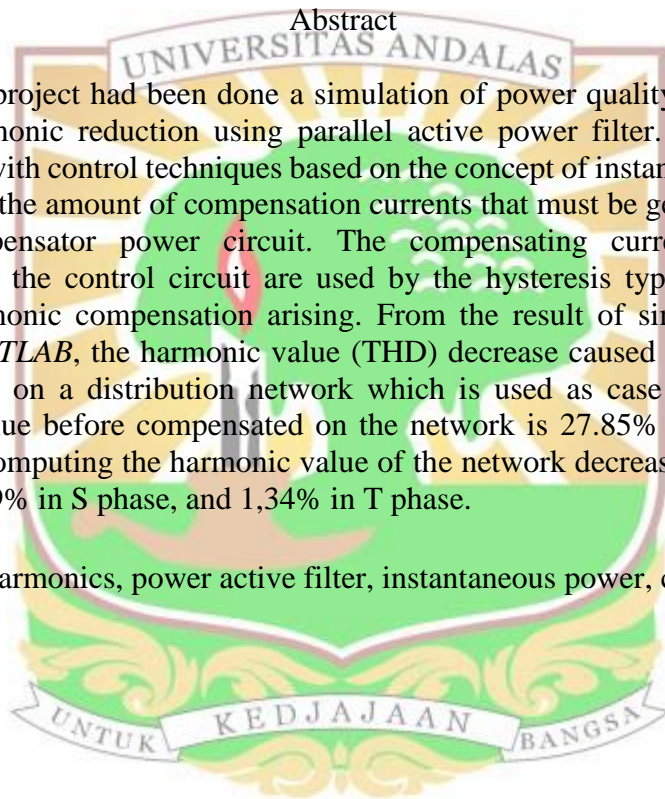 Abstract
UNIVERSITAS ANDALAS
project had been done a simulation of power quality
monic reduction using parallel active power filter.
with control techniques based on the concept of instan
the amount of compensation currents that must be ge
pensator power circuit. The compensating curre
the control circuit are used by the hysteresis typ
monic compensation arising. From the result of sim
TLAB, the harmonic value (THD) decrease caused
on a distribution network which is used as case
ue before compensated on the network is 27.85%
omputing the harmonic value of the network decreas
9% in S phase, and 1,34% in T phase.
armonics, power active filter, instantaneous power, c
UNTUK KEDJAJAAN BANGSA